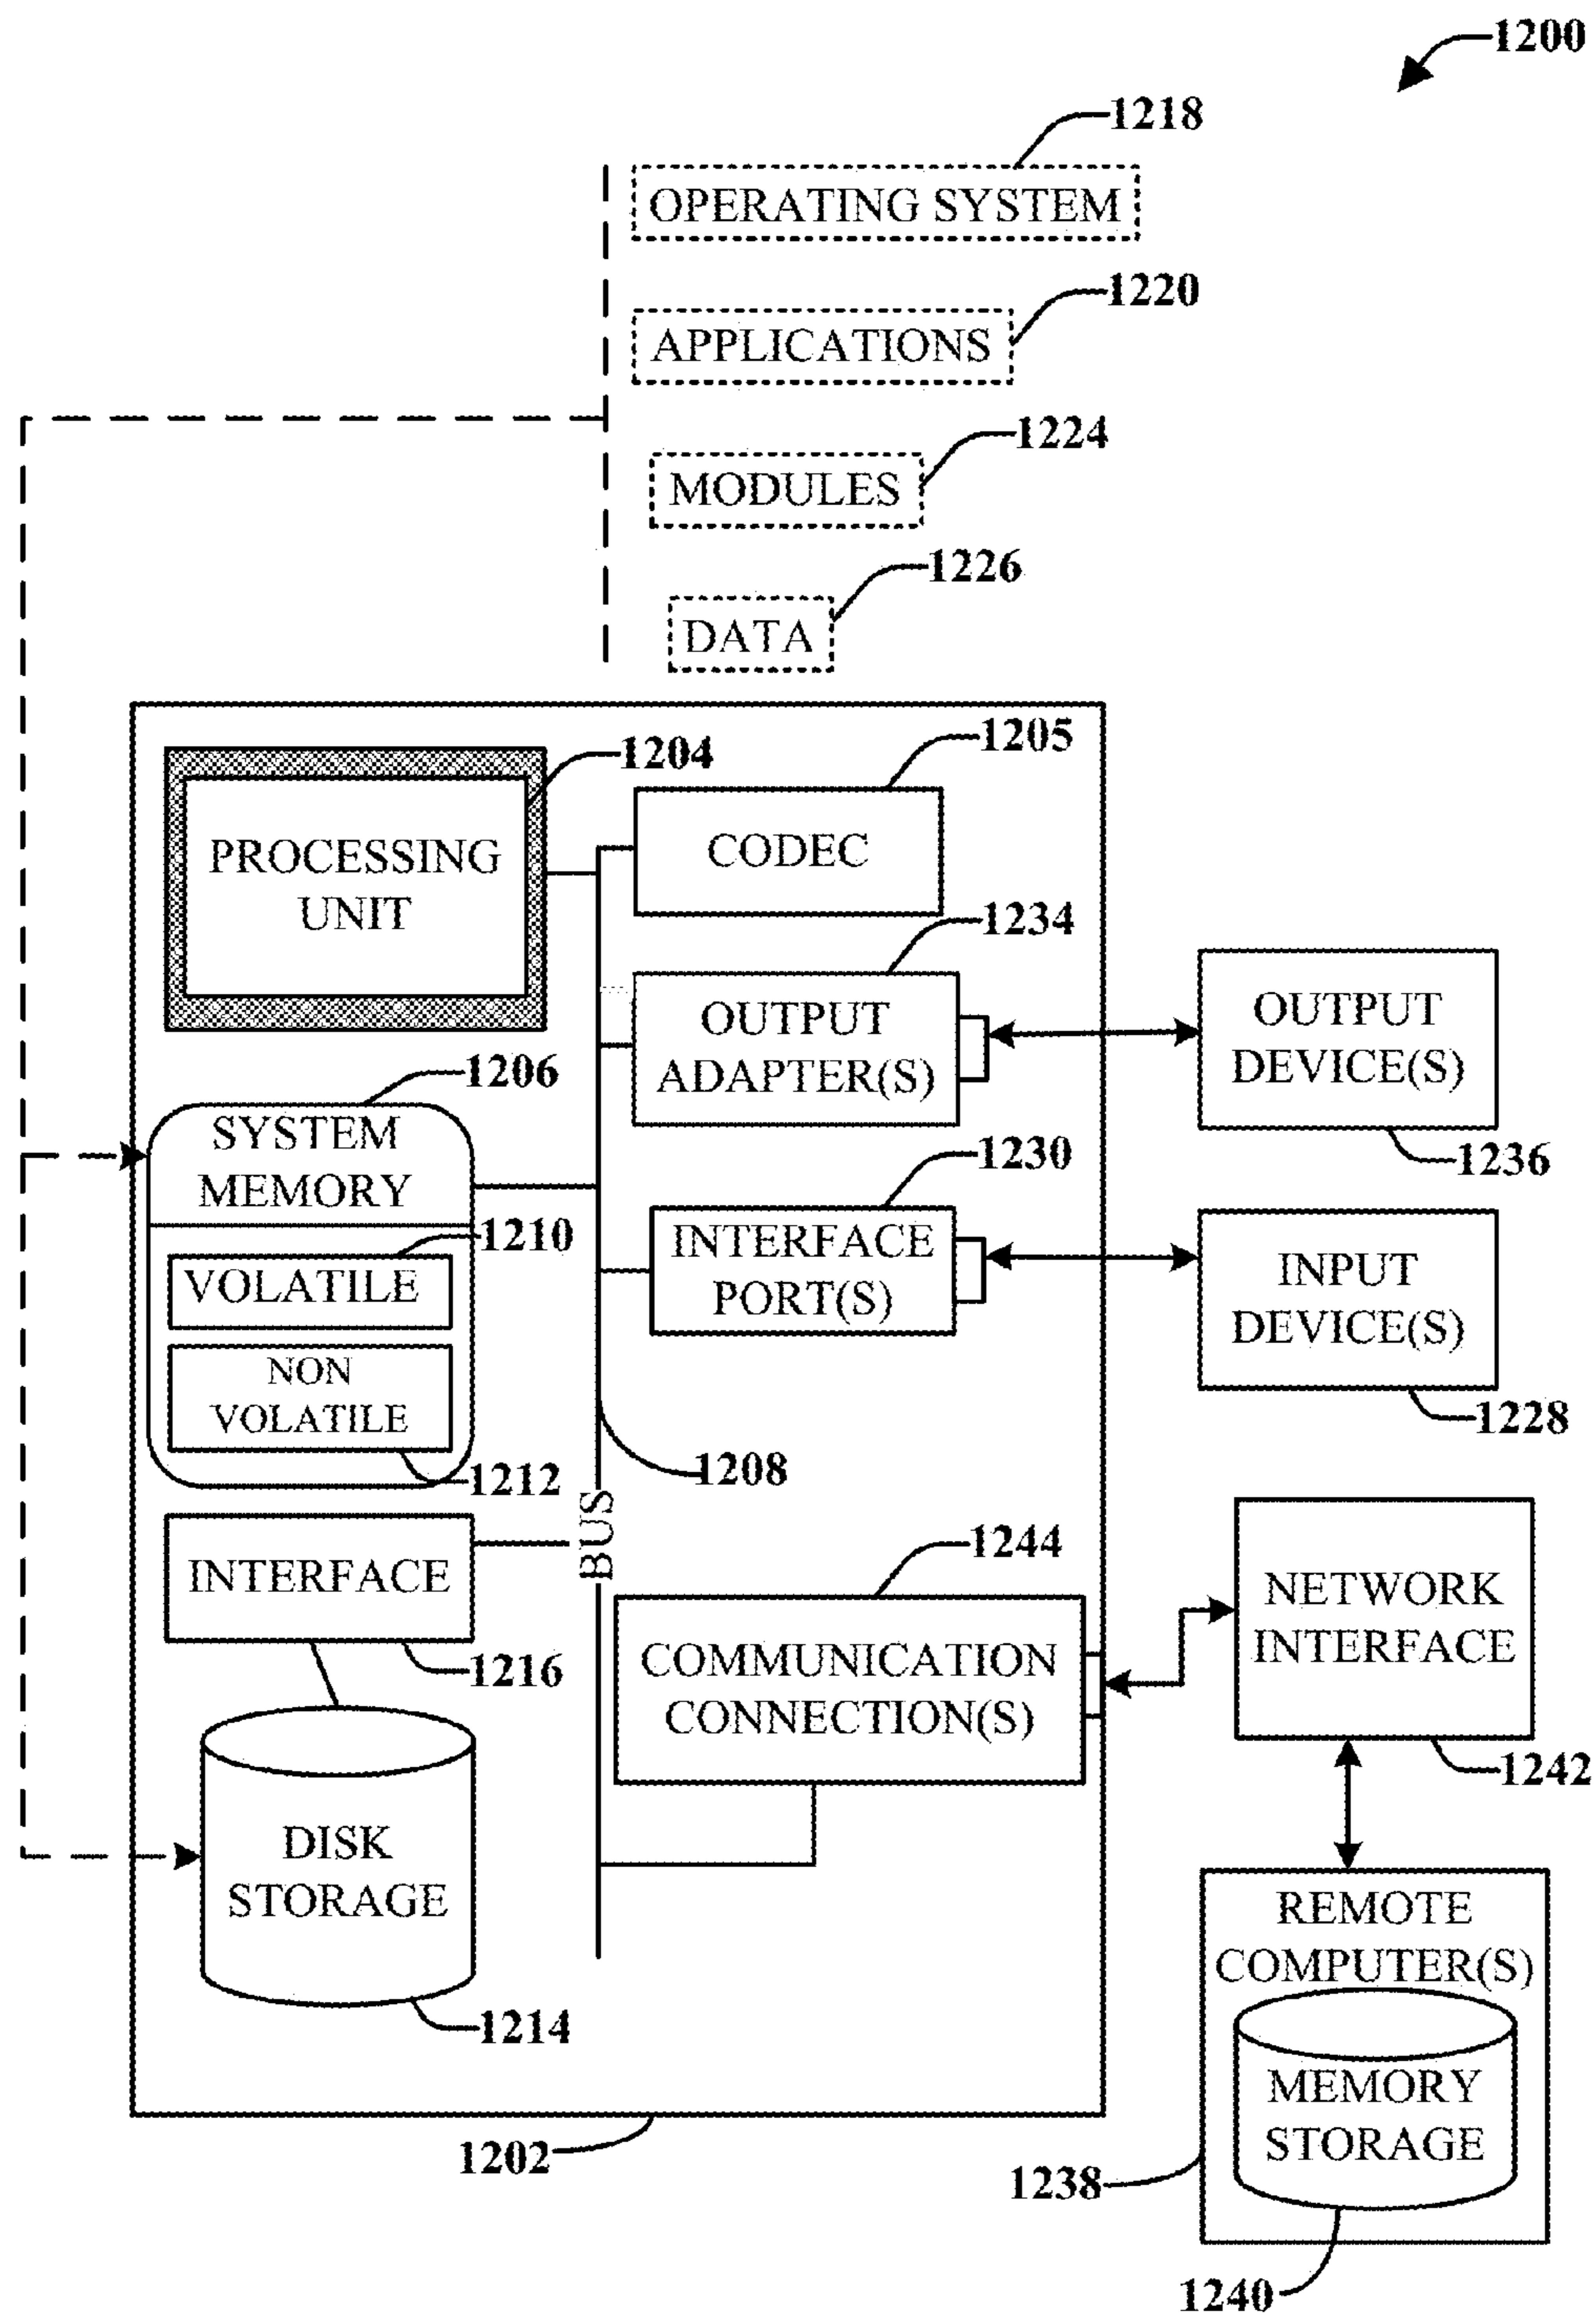 1200
1218
OPERATING SYSTEM
1220
APPLICATIONS
1224
MODULES
1226
DATA
1204
PROCESSING
UNIT
1205
CODEC
1234
OUTPUT
ADAPTER(S)
OUTPUT
DEVICE(S)
1236
1206
SYSTEM
MEMORY
1210
VOLATILE
NON
VOLATILE
1212
1230
INTERFACE
PORT(S)
INPUT
DEVICE(S)
1228
1208
BUS
INTERFACE
1216
1244
COMMUNICATION
CONNECTION(S)
NETWORK
INTERFACE
1242
DISK
STORAGE
1214
REMOTE
COMPUTER(S)
MEMORY
STORAGE
1202
1238
1240